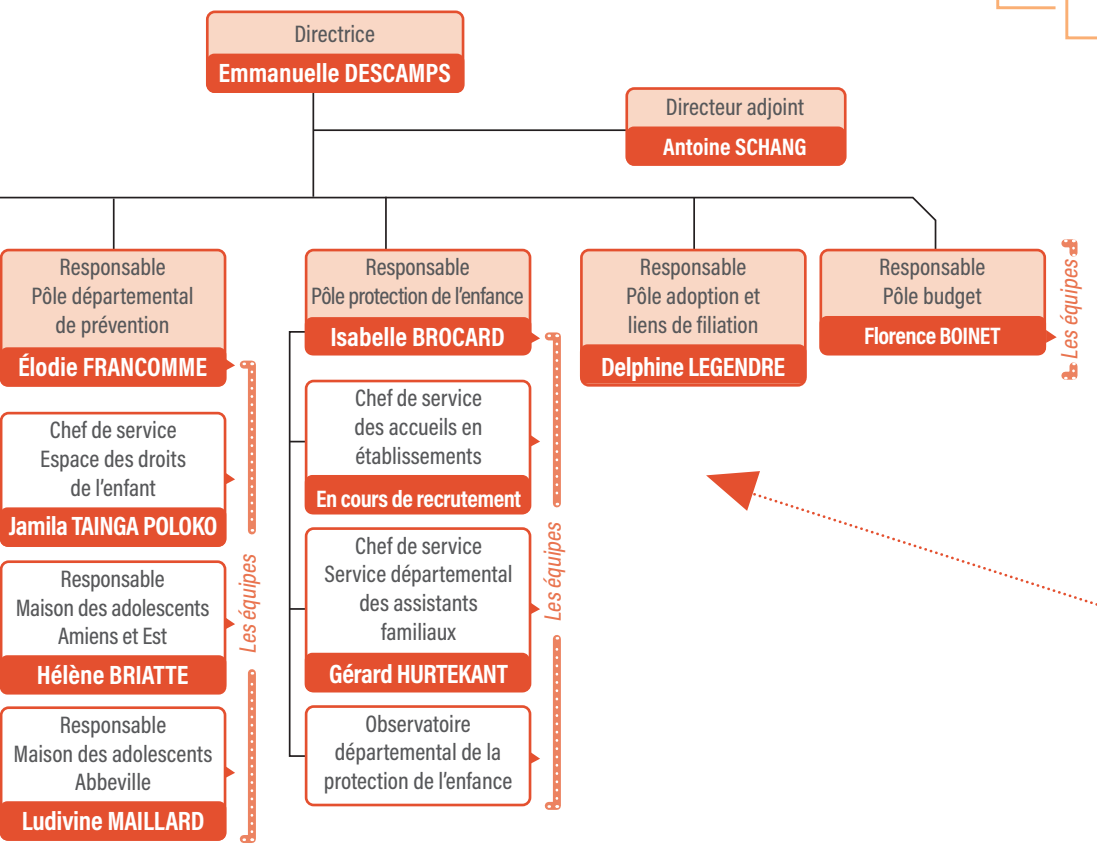 Directrice
Emmanuelle DESCAMPS
Directeur adjoint
Antoine SCHANG
Responsable
Pôle départemental
de prévention
Élodie FRANCOMME
Chef de service
Espace des droits
de l'enfant
Jamila TAINGA POLOKO
Responsable
Maison des adolescents
Amiens et Est
Hélène BRIATTE
Responsable
Maison des adolescents
Abbeville
Ludivine MAILLARD
Les équipes
Responsable
Pôle protection de l'enfance
Isabelle BROCARD
Chef de service
des accueils en
établissements
En cours de recrutement
Chef de service
Service départemental
des assistants
familiaux
Gérard HURTEKANT
Observatoire
départemental de la
protection de l'enfance
Les équipes
Responsable
Pôle adoption et
liens de filiation
Delphine LEGENDRE
Responsable
Pôle budget
Florence BOINET
Les équipes